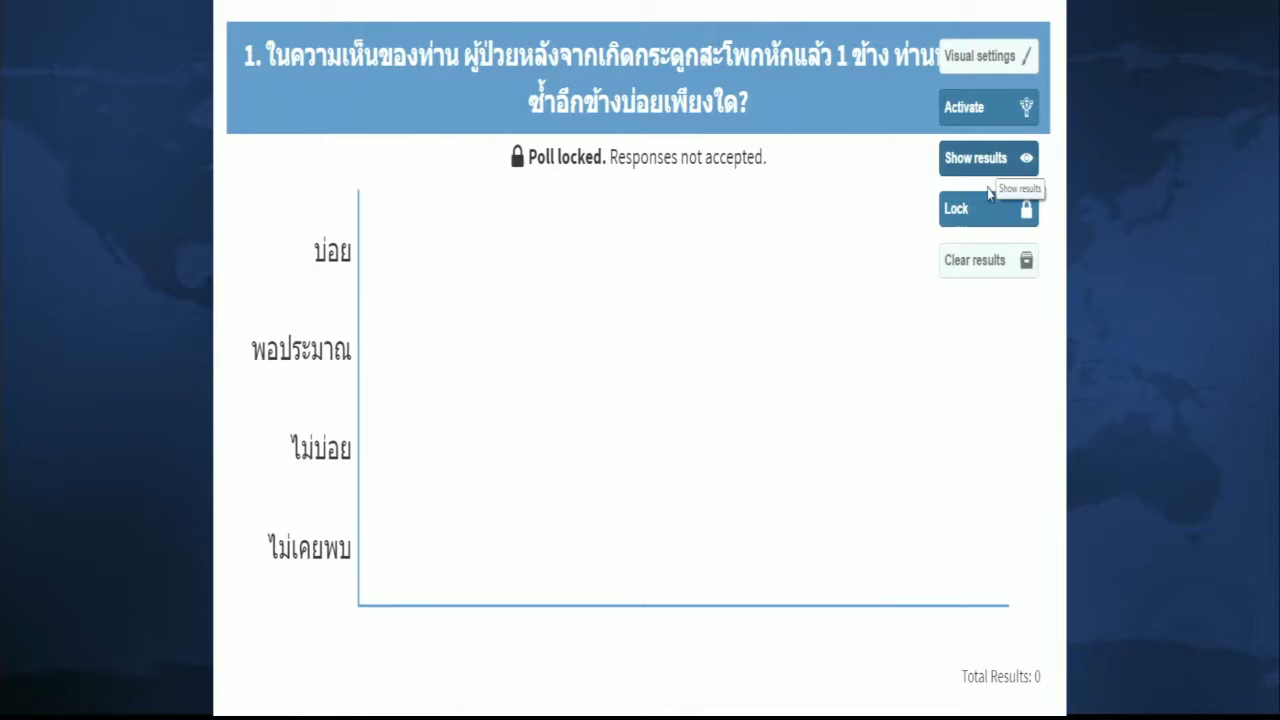 1. ในความเห็นของท่าน ผู้ป่วยหลังจากเกิดกระดูกสะโพกหักแล้ว 1 ข้าง
ซ้ำอีกข้างบ่อยเพียงใด?
Visual settings
Activate
Poll locked. Responses not accepted.
Show results
Show results
Lock
Clear results
บ่อย
พอประมาณ
ไม่บ่อย
ไม่เคยพบ
Total Results: 0